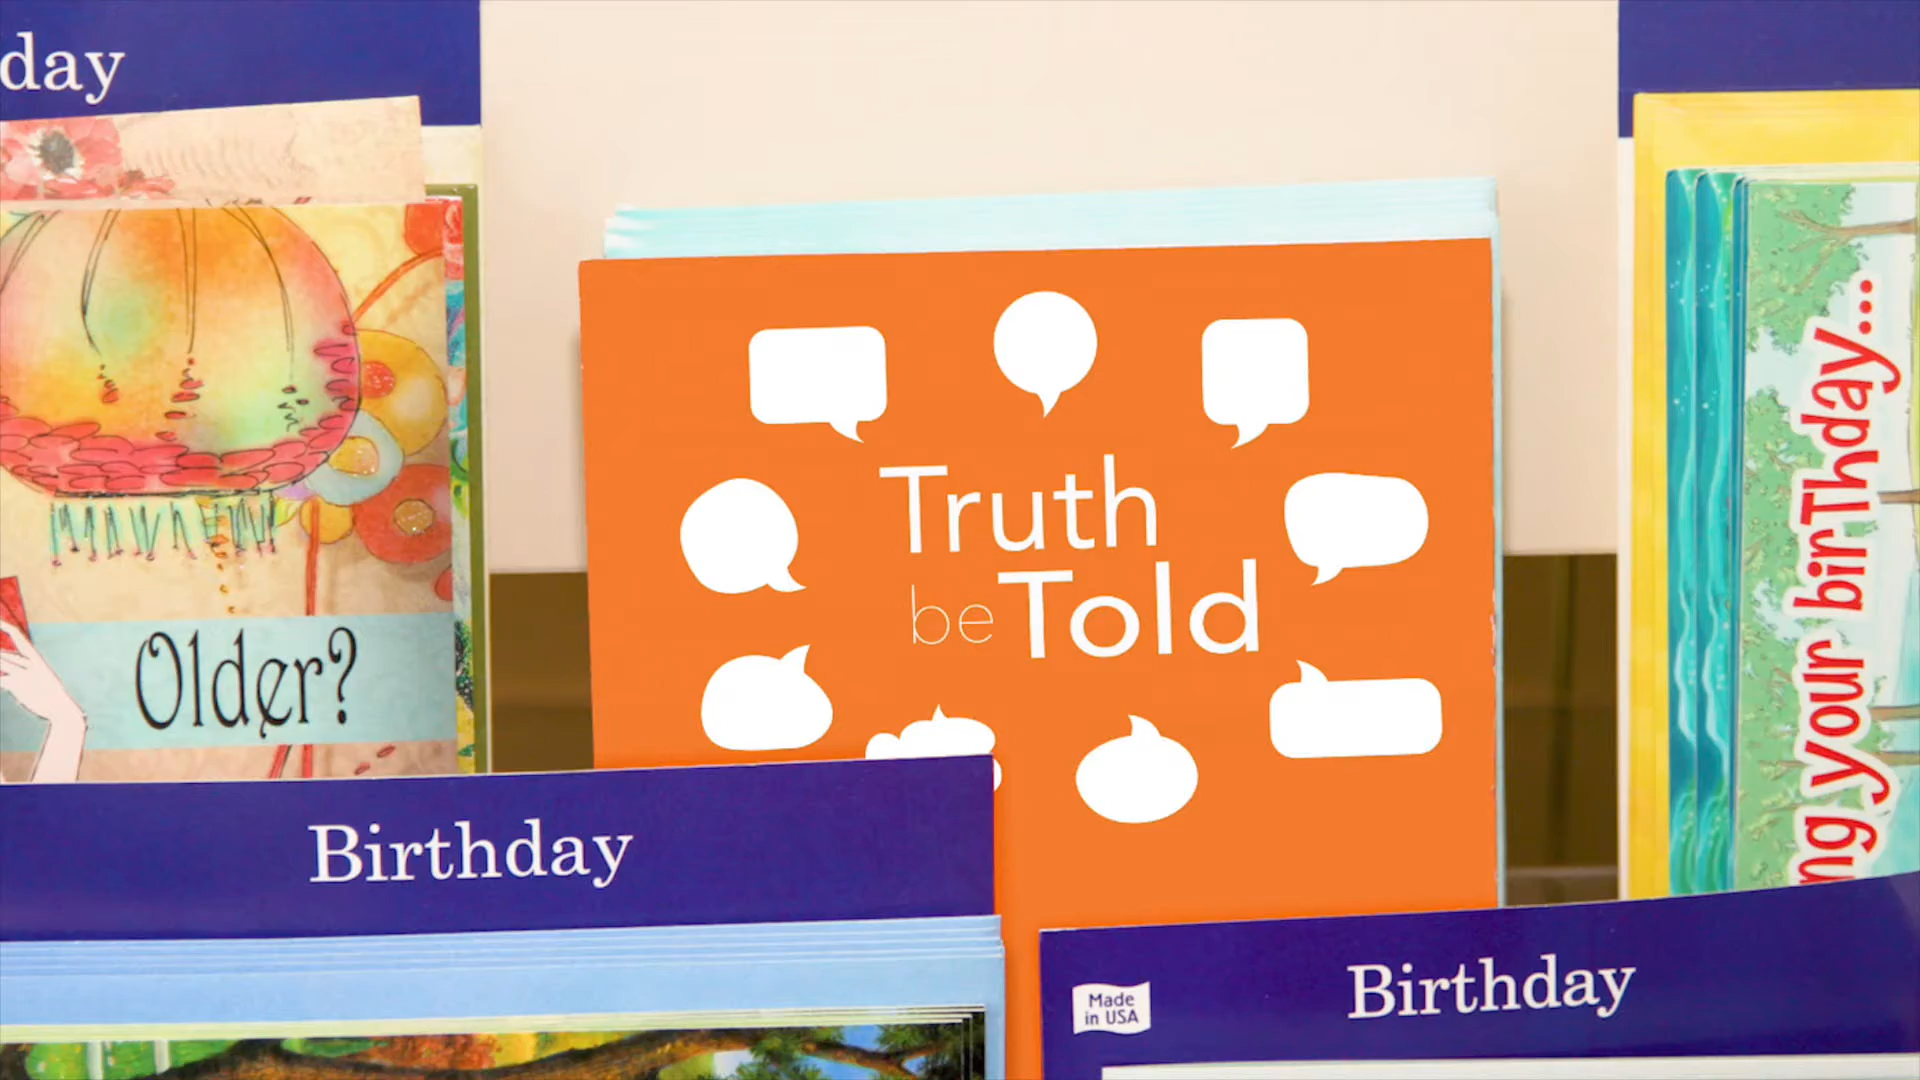 day
Truth
be Told
Older?
ng your birThday...
Birthday
Made
in USA
Birthday